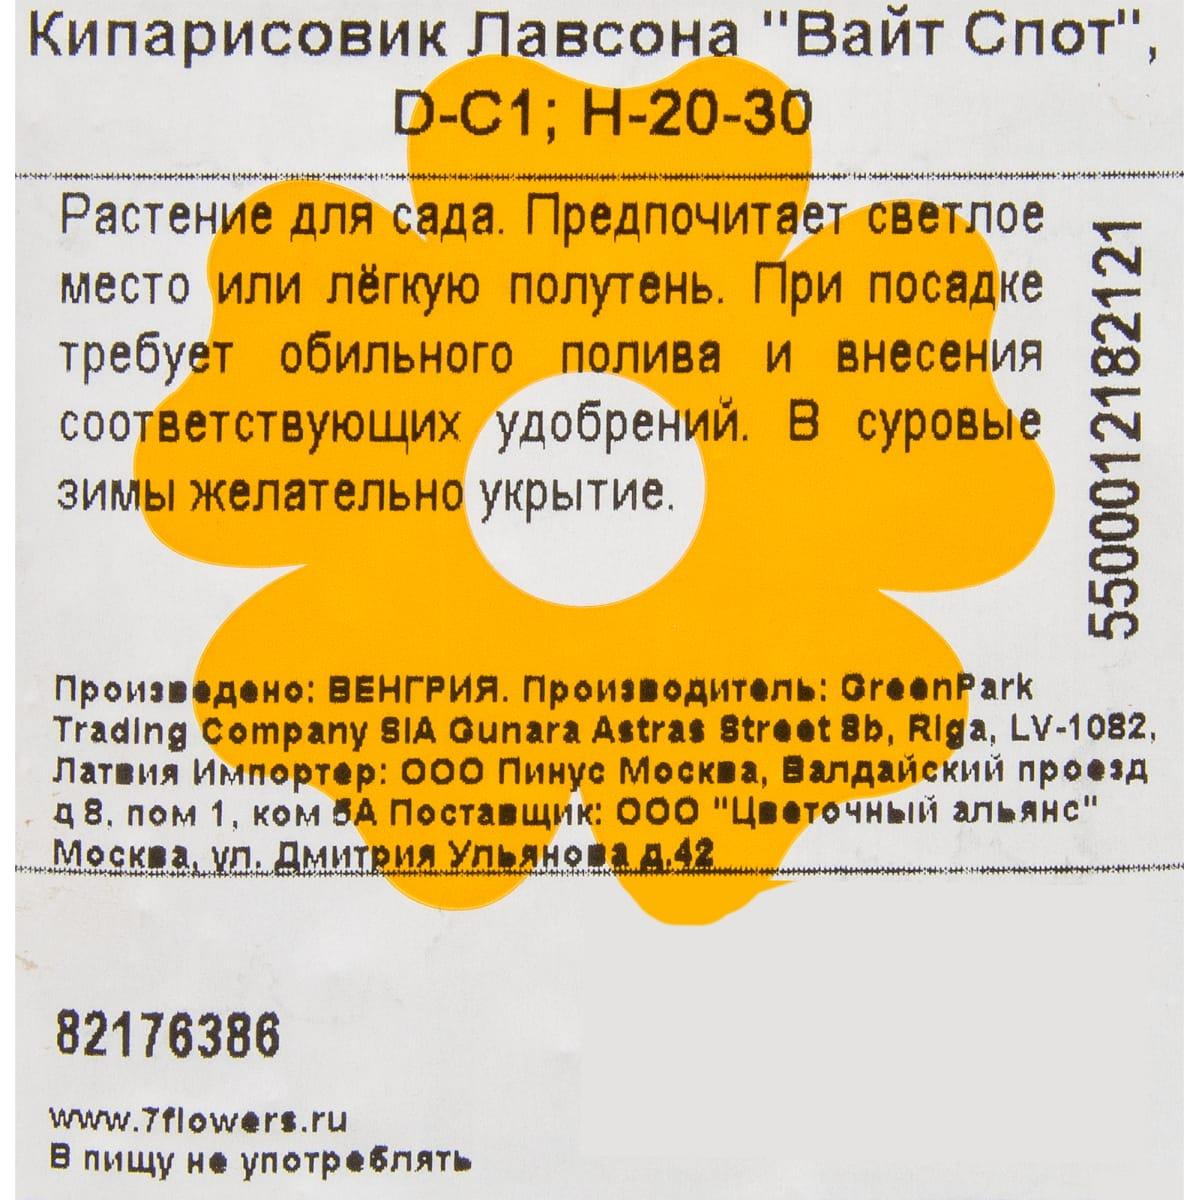 Кипарисовик Лавсона "Вайт Спот",
D-C1; H-20-30
Растение для сада. Предпочитает светлое
место или лёгкую полутень. При посадке
требует обильного полива и внесения
соответствующих удобрений. В суровые
зимы желательно укрытие.
5500012182121
Произведено: ВЕНГРИЯ. Производитель: GreenPark
Trading Company SIA Gunara Astras Street 8b, Riga, LV-1082,
Латвия Импортер: ООО Пинус Москва, Валдайский проезд
д 8, пом 1, ком 5А Поставщик: ООО "Цветочный альянс"
Москва, ул. Дмитрия Ульянова д.42
82176386
www.7flowers.ru
В пищу не употреблять